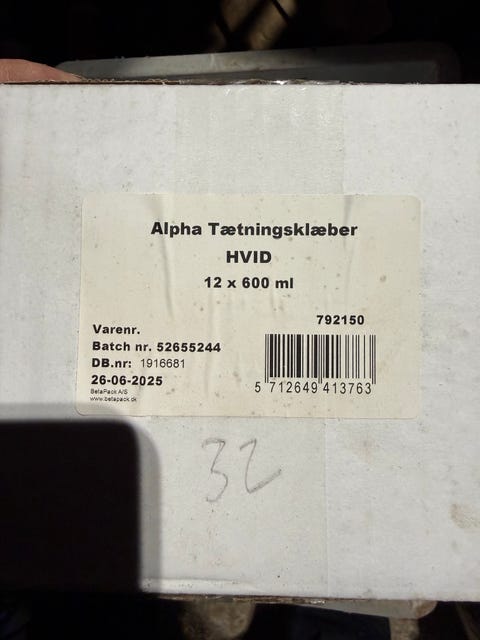 Alpha Tætningsklæber
HVID
12 x 600 ml
792150
Varenr.
Batch nr. 52655244
DB.nr: 1916681
26-06-2025
BetaPack A/S
www.betapack.dk
5 712649 413763
32